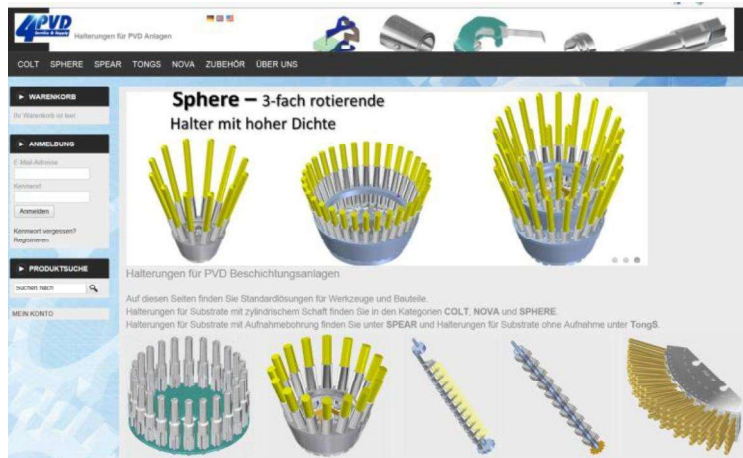 4PVD
Service & Supply
Halterungen für PVD Anlagen
COLT SPHERE SPEAR TONGS NOVA ZUBEHÖR ÜBER UNS
WARENKORB
Ihr Warenkorb ist leer.
ANMELDUNG
E-Mail-Adresse
Kennwort
Anmelden
Kennwort vergessen?
Registrieren
PRODUKTSUCHE
Suchen nach
MEIN KONTO
Sphere – 3-fach rotierende
Halter mit hoher Dichte
Halterungen für PVD Beschichtungsanlagen
Auf diesen Seiten finden Sie Standardlösungen für Werkzeuge und Bauteile.
Halterungen für Substrate mit zylindrischem Schaft finden Sie in den Kategorien COLT, NOVA und SPHERE.
Halterungen für Substrate mit Aufnahmebohrung finden Sie unter SPEAR und Halterungen für Substrate ohne Aufnahme unter TongS.